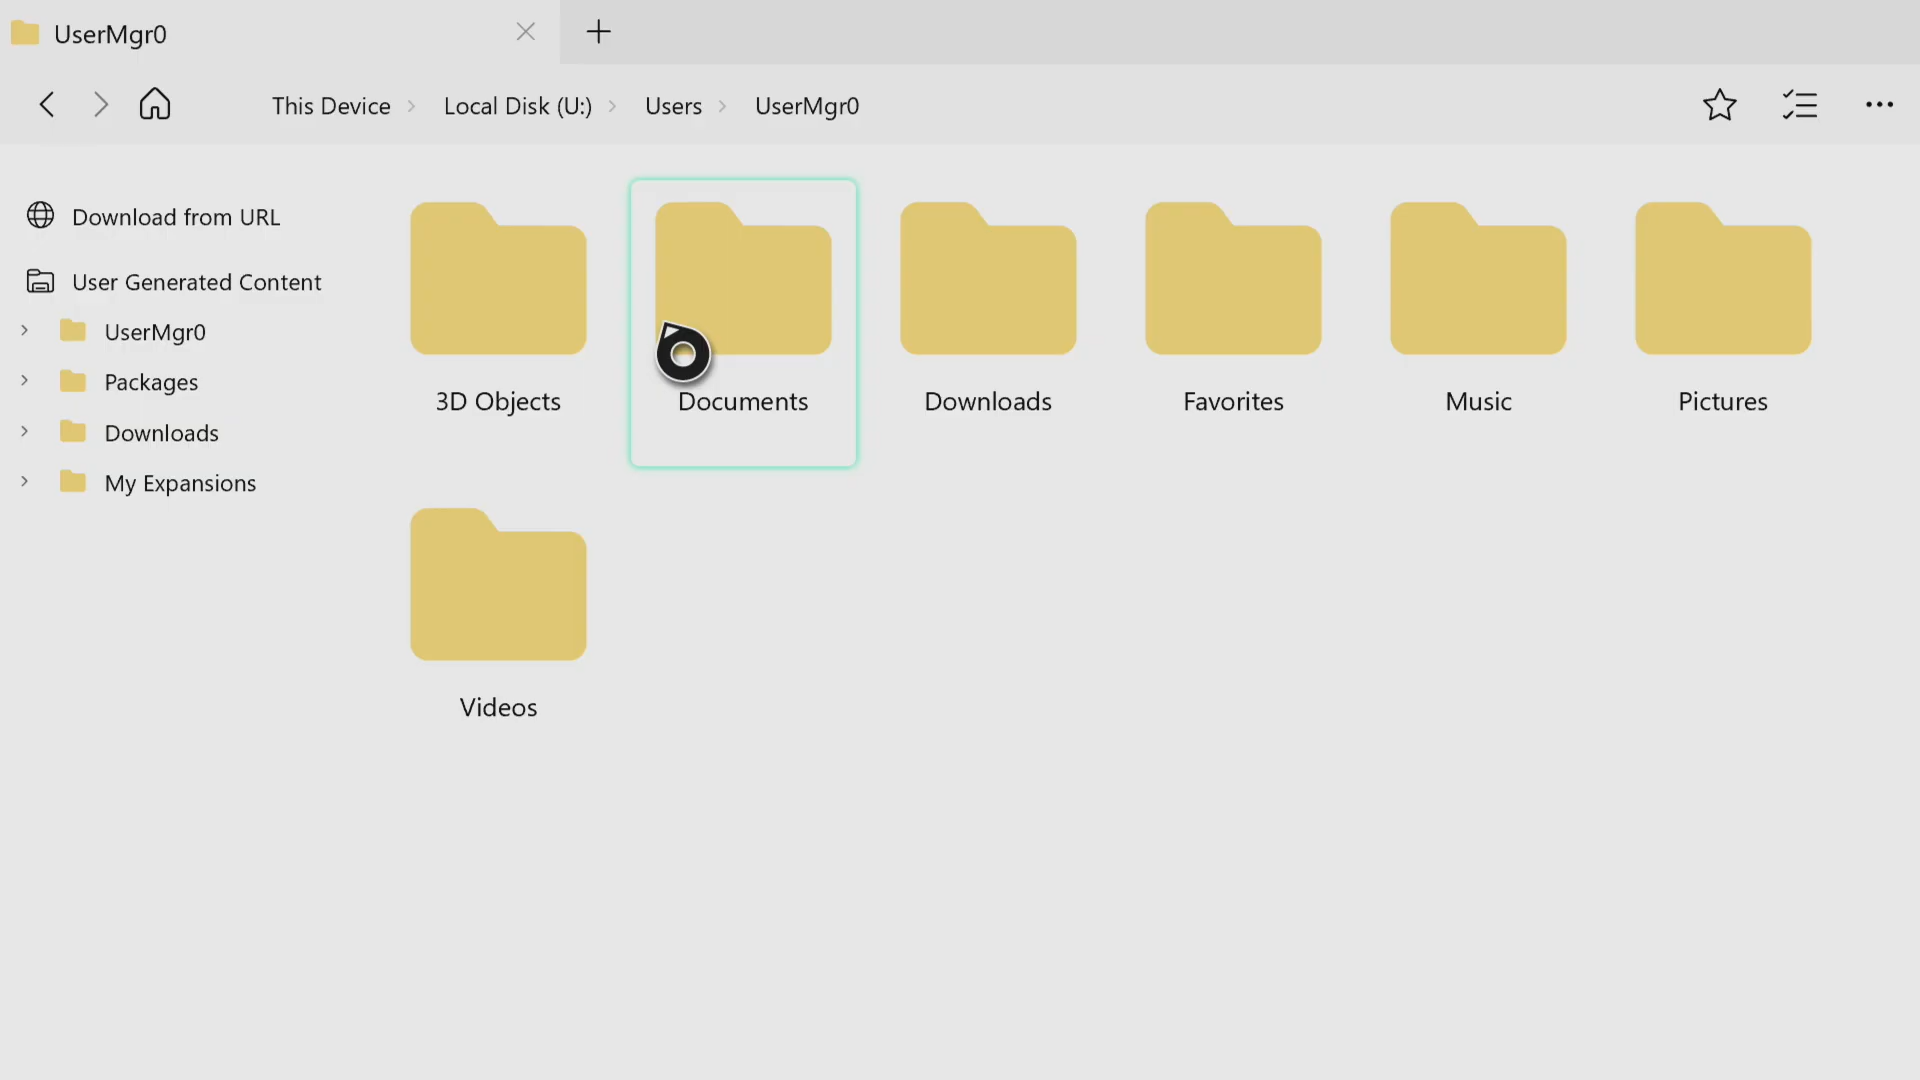 UserMgr0
This Device
Local Disk (U:)
Users
UserMgr0
Download from URL
User Generated Content
UserMgr0
Packages
Downloads
My Expansions
3D Objects
Documents
Downloads
Favorites
Music
Pictures
Videos